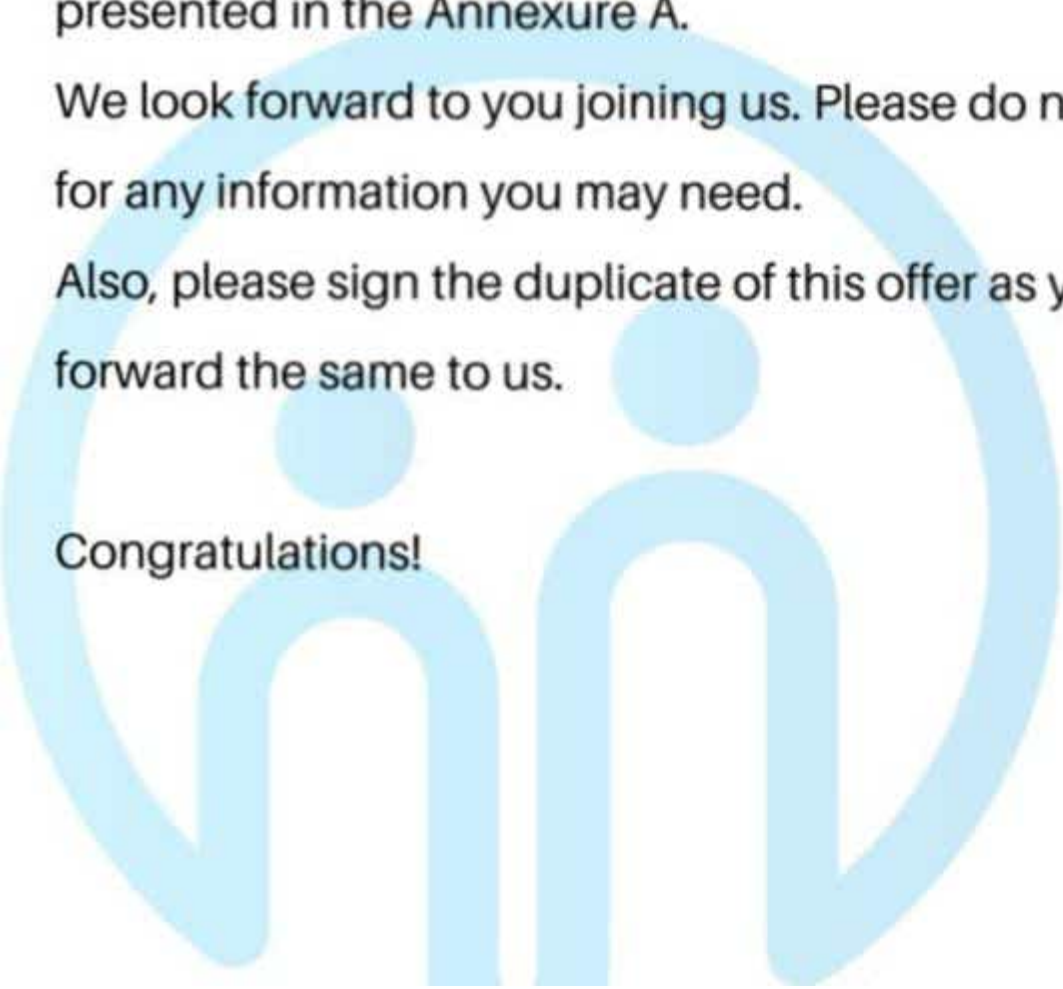 presented in the Annexure A.
We look forward to you joining us. Please do
for any information you may need.
Also, please sign the duplicate of this offer as
forward the same to us.
Congratulations!